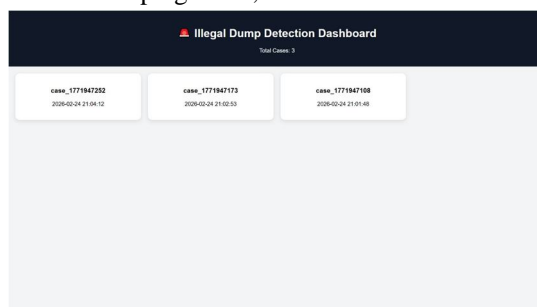 Illegal Dump Detection Dashboard
Total Cases: 3
case_1771947252
2026-02-24 21:04:12
case_1771947173
2026-02-24 21:02:53
case_1771947108
2026-02-24 21:01:48